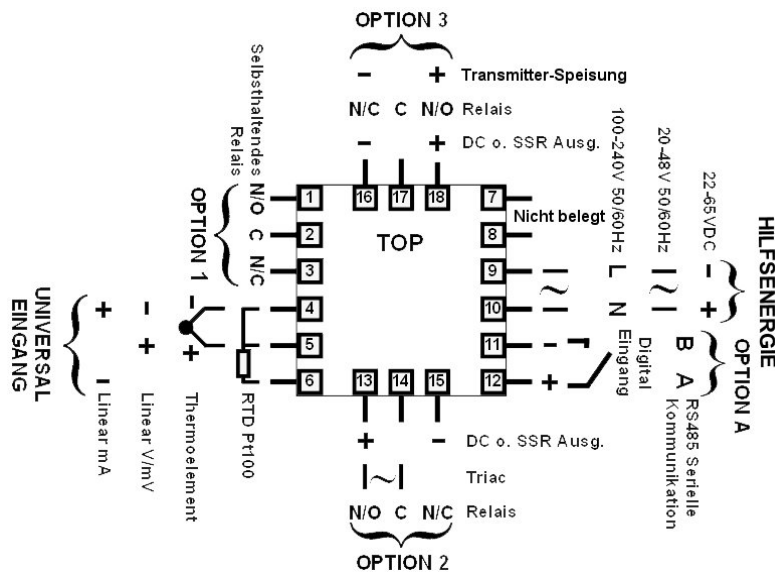 OPTION 3
- + Transmitter-Speisung
N/C C N/O Relais
- + DC o. SSR Ausg.
Selbsthaltendes
Relais
N/O
C
N/C
OPTION 1
1
2
3
4
5
6
16
17
18
TOP
7
8
9
10
11
12
13
14
15
Nicht belegt
100-240V 50/60Hz
L
N
20-48V 50/60Hz
~
22-65VDC
-
+
HILFSENERGIE
~
-
+
Digital
Eingang
B
A
RS485 Serielle
Kommunikation
OPTION A
UNIVERSAL
EINGANG
+
-
Linear mA
-
+
Linear V/mV
-
+
Thermoelement
RTD Pt100
+ - DC o. SSR Ausg.
~ Triac
N/O C N/C Relais
OPTION 2